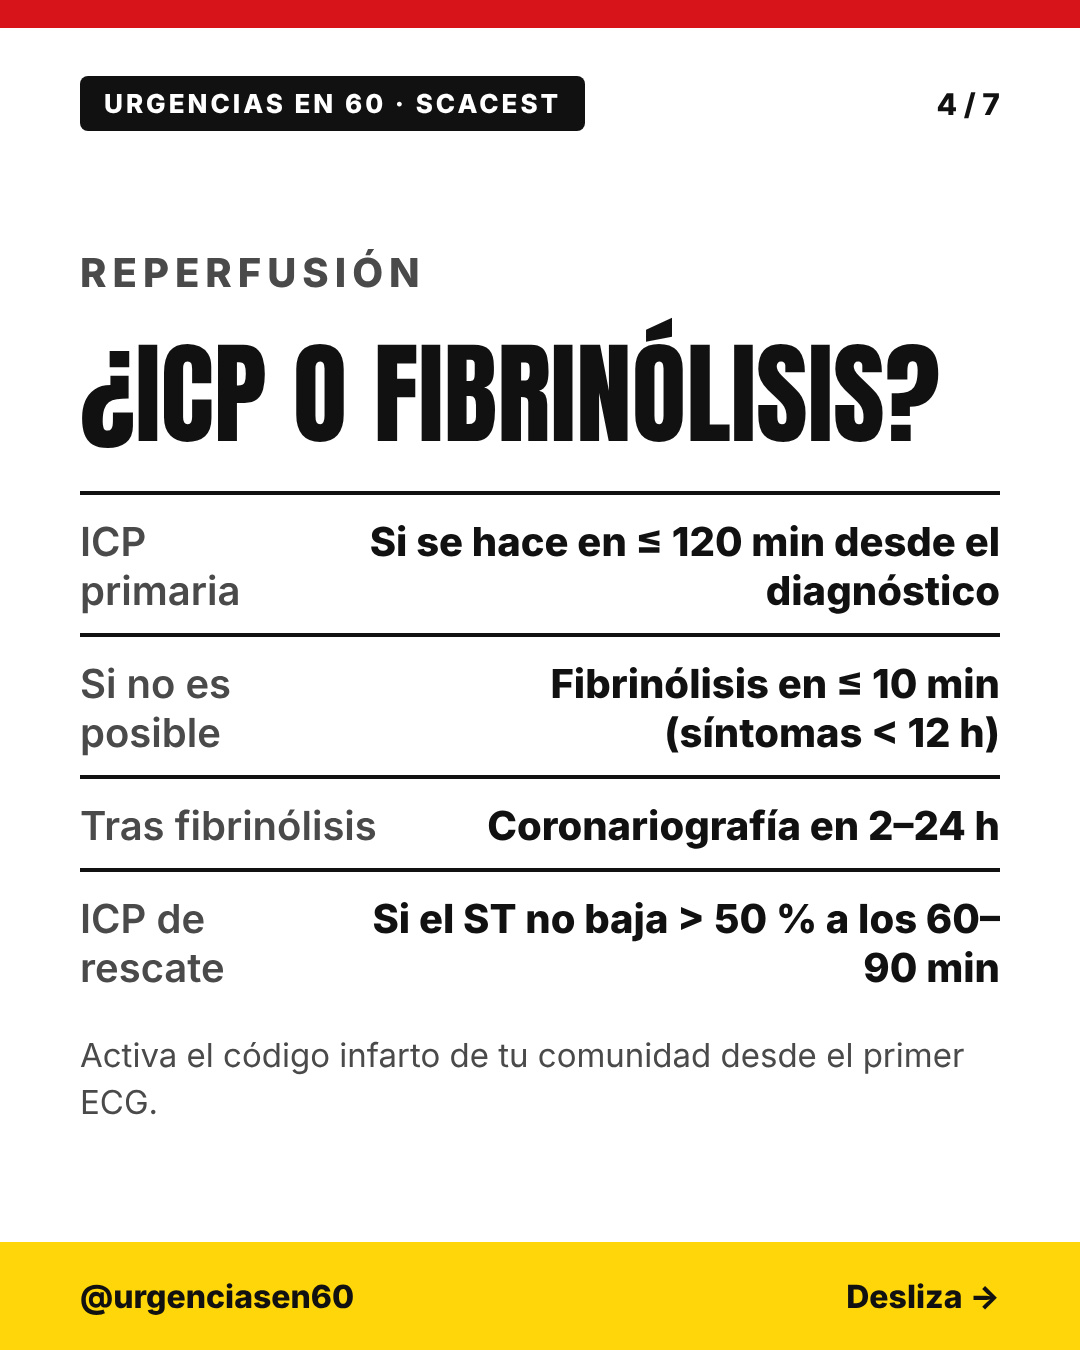 URGENCIAS EN 60 · SCACEST
4 / 7
REPERFUSIÓN
¿ICP O FIBRINÓLISIS?
ICP primaria
Si se hace en ≤ 120 min desde el diagnóstico
Si no es posible
Fibrinólisis en ≤ 10 min (síntomas < 12 h)
Tras fibrinólisis
Coronariografía en 2–24 h
ICP de rescate
Si el ST no baja > 50 % a los 60–90 min
Activa el código infarto de tu comunidad desde el primer ECG.
@urgenciasen60
Desliza →